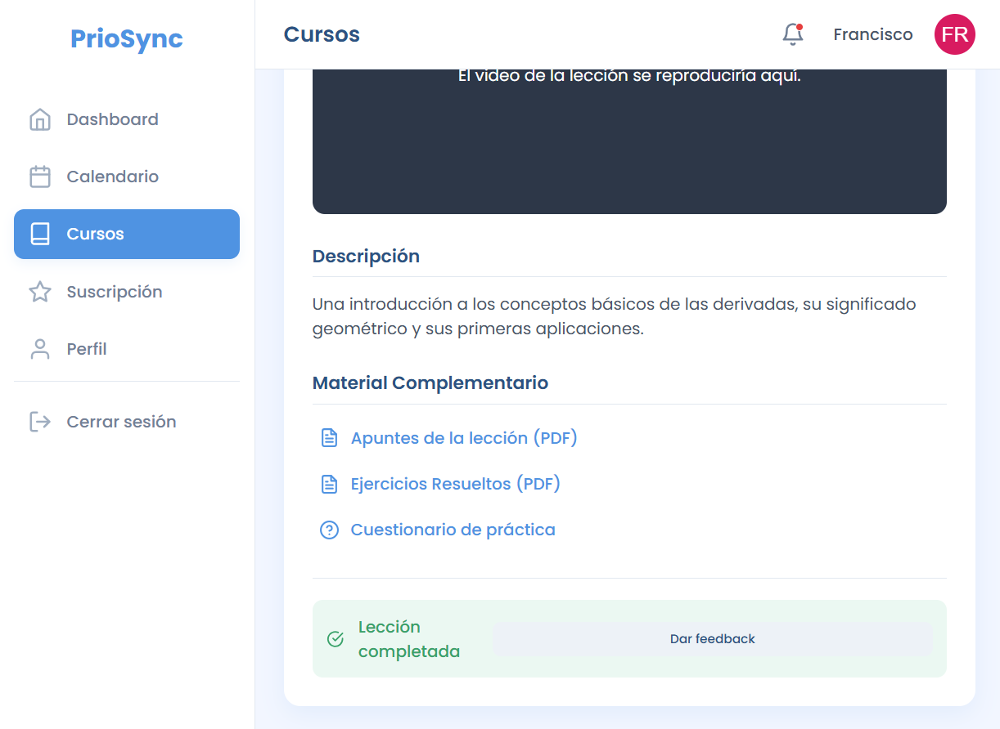 PrioSync
Dashboard
Calendario
Cursos
Suscripción
Perfil
Cerrar sesión
Cursos
Francisco
FR
El video de la lección se reproduciría aquí.
Descripción
Una introducción a los conceptos básicos de las derivadas, su significado
geométrico y sus primeras aplicaciones.
Material Complementario
Apuntes de la lección (PDF)
Ejercicios Resueltos (PDF)
Cuestionario de práctica
Lección
completada
Dar feedback